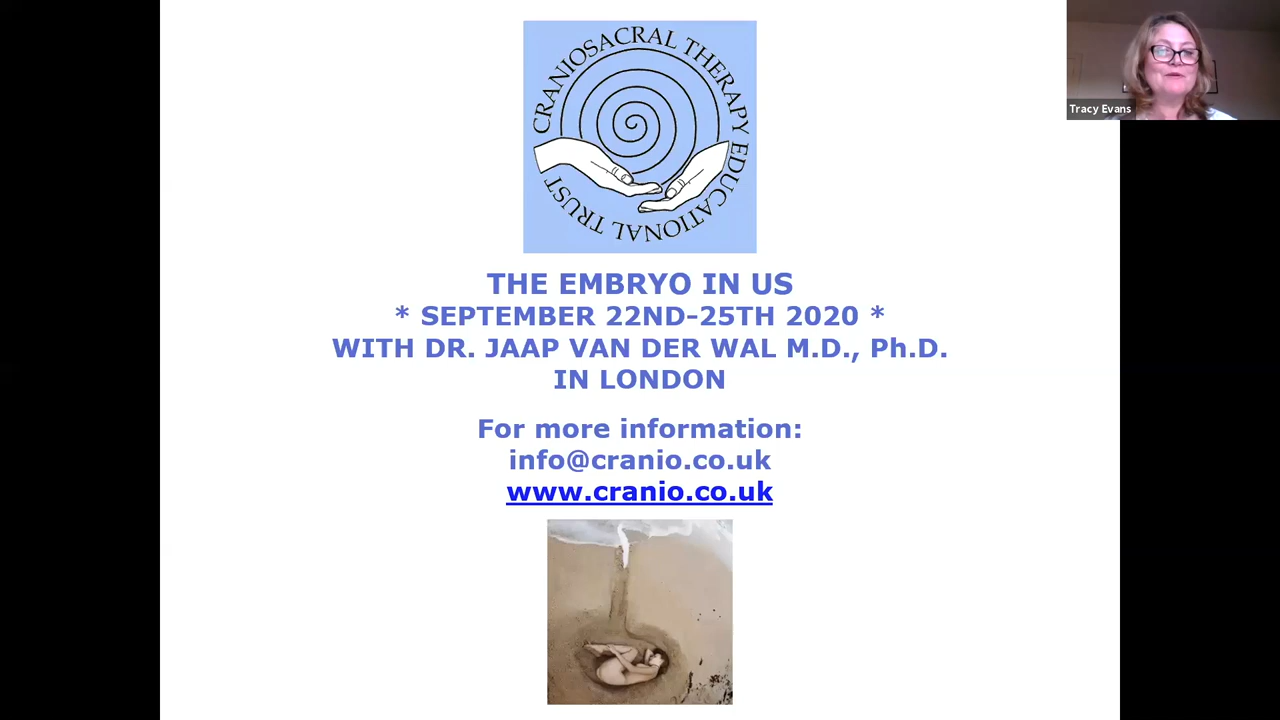 CRANIOSACRAL THERAPY EDUCATIONAL TRUST
Tracy Evans
THE EMBRYO IN US
* SEPTEMBER 22ND-25TH 2020 *
WITH DR. JAAP VAN DER WAL M.D., Ph.D.
IN LONDON
For more information:
info@cranio.co.uk
www.cranio.co.uk